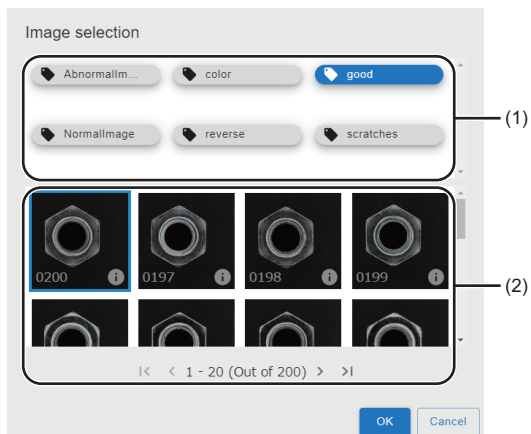 Image selection
AbnormalIm... color good
(1)
NormalImage reverse scratches
0200 0197 0198 0199
(2)
1 - 20 (Out of 200)
OK Cancel